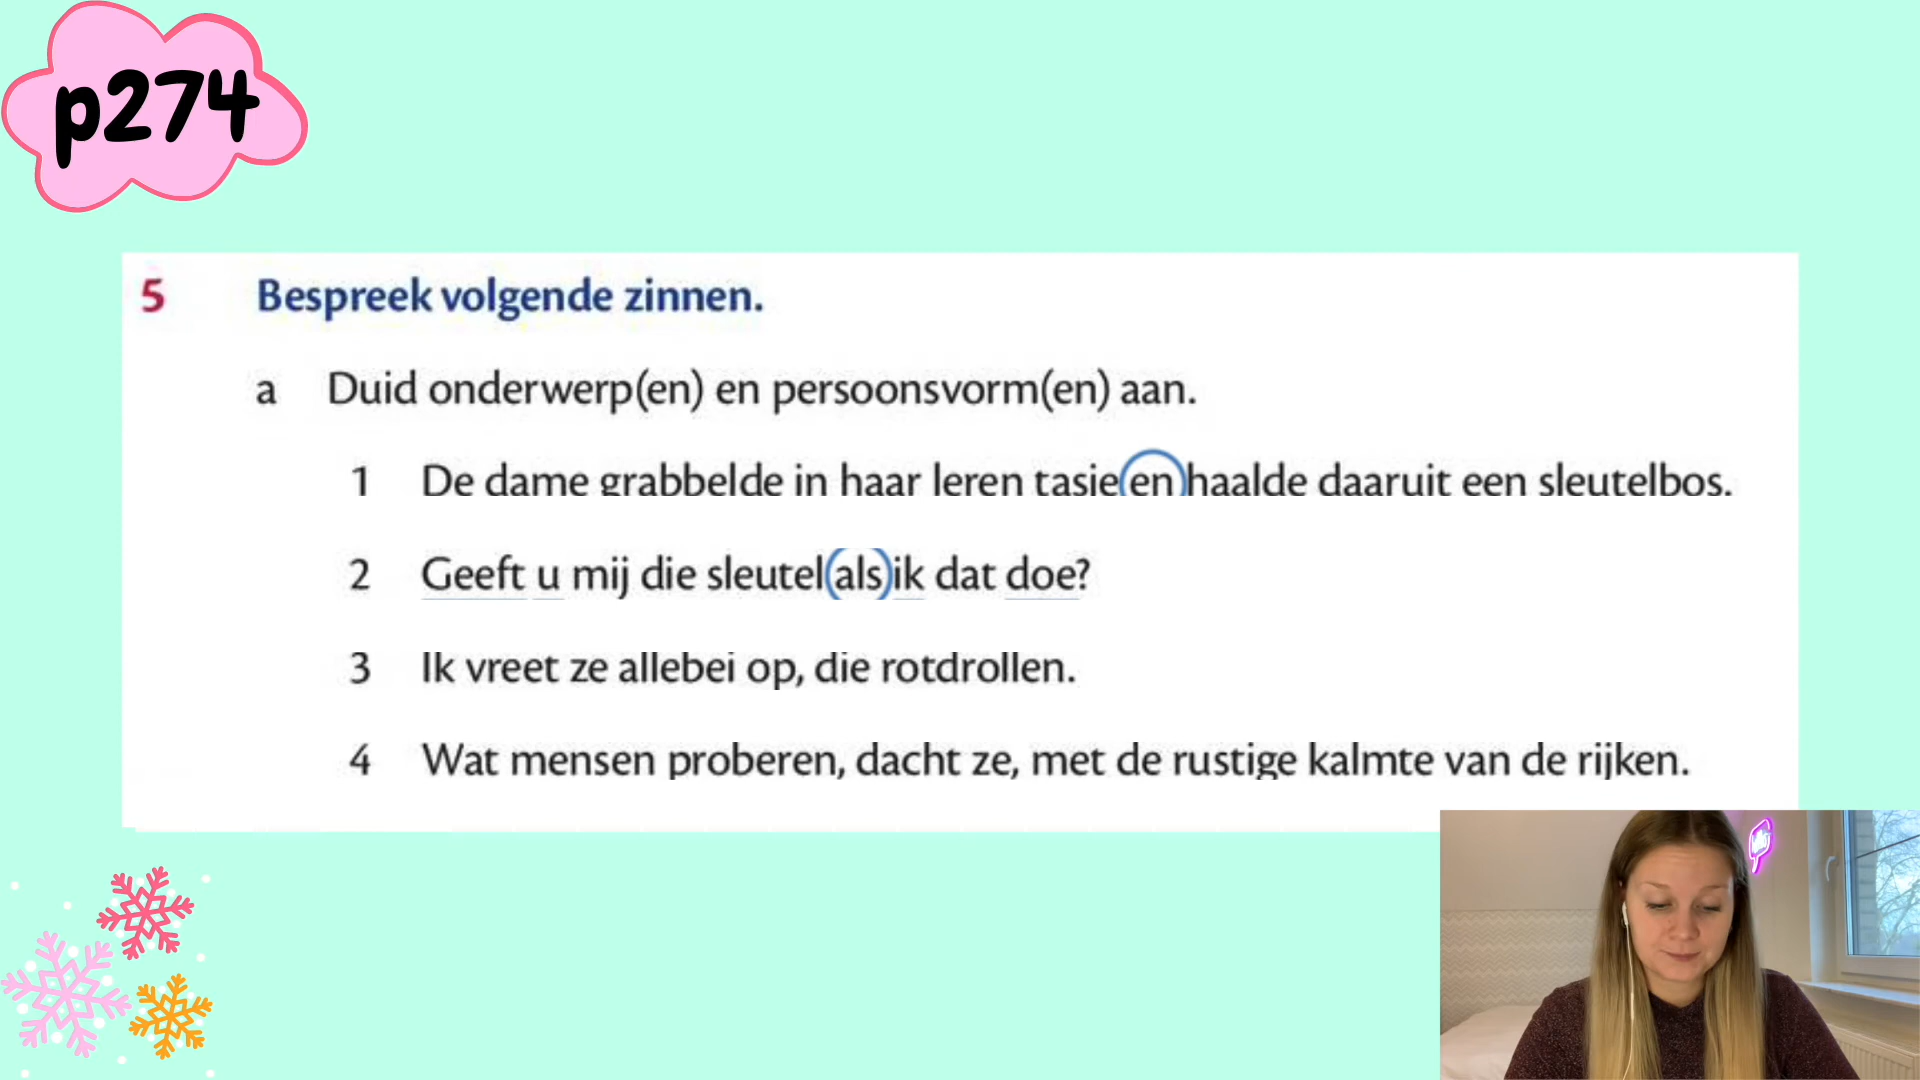 p274
5 Bespreek volgende zinnen.
a Duid onderwerp(en) en persoonsvorm(en) aan.
1 De dame grabbelde in haar leren tasje en haalde daaruit een sleutelbos.
2 Geeft u mij die sleutel als ik dat doe?
3 Ik vreet ze allebei op, die rotdrollen.
4 Wat mensen proberen, dacht ze, met de rustige kalmte van de rijken.